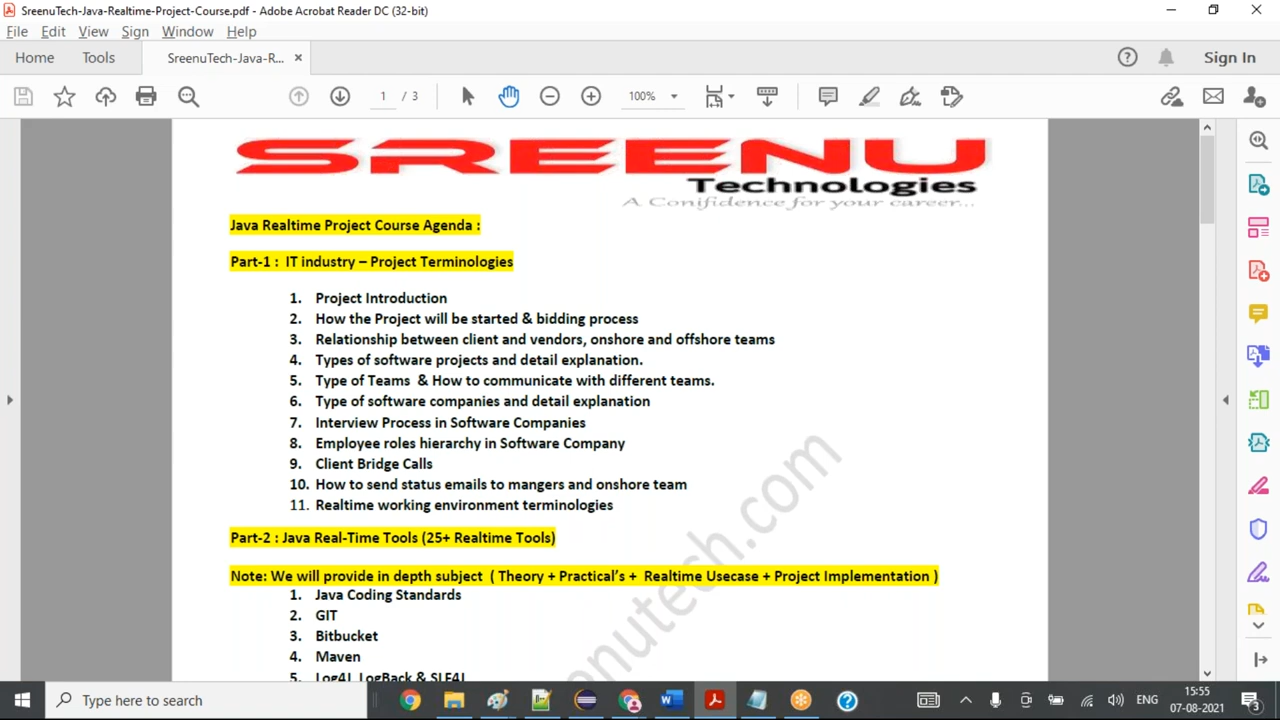 SreenuTech-Java-Realtime-Project-Course.pdf - Adobe Acrobat Reader DC (32-bit)
File Edit View Sign Window Help
Home Tools SreenuTech-Java-R... ×
Sign In
1 / 3 100%
SREENU
Technologies
A Conifidence for your career...
Java Realtime Project Course Agenda :
Part-1 : IT industry – Project Terminologies
1. Project Introduction
2. How the Project will be started & bidding process
3. Relationship between client and vendors, onshore and offshore teams
4. Types of software projects and detail explanation.
5. Type of Teams & How to communicate with different teams.
6. Type of software companies and detail explanation
7. Interview Process in Software Companies
8. Employee roles hierarchy in Software Company
9. Client Bridge Calls
10. How to send status emails to mangers and onshore team
11. Realtime working environment terminologies
Part-2 : Java Real-Time Tools (25+ Realtime Tools)
Note: We will provide in depth subject ( Theory + Practical's + Realtime Usecase + Project Implementation )
1. Java Coding Standards
2. GIT
3. Bitbucket
4. Maven
5. Log4J, LogBack & SLF4J
enutech.com
Type here to search
ENG
15:55
07-08-2021
3